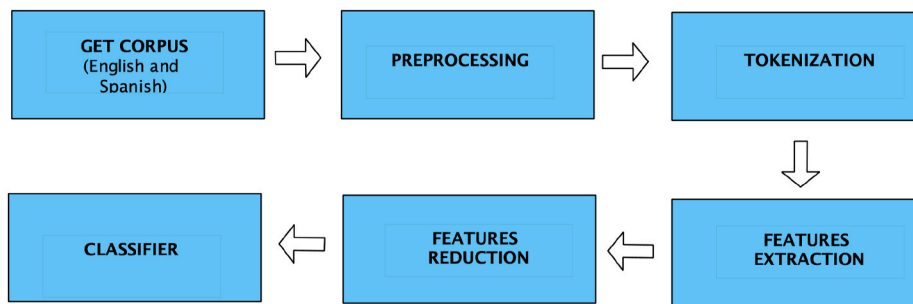 GET CORPUS
(English and
Spanish)
PREPROCESSING
TOKENIZATION
FEATURES
EXTRACTION
FEATURES
REDUCTION
CLASSIFIER